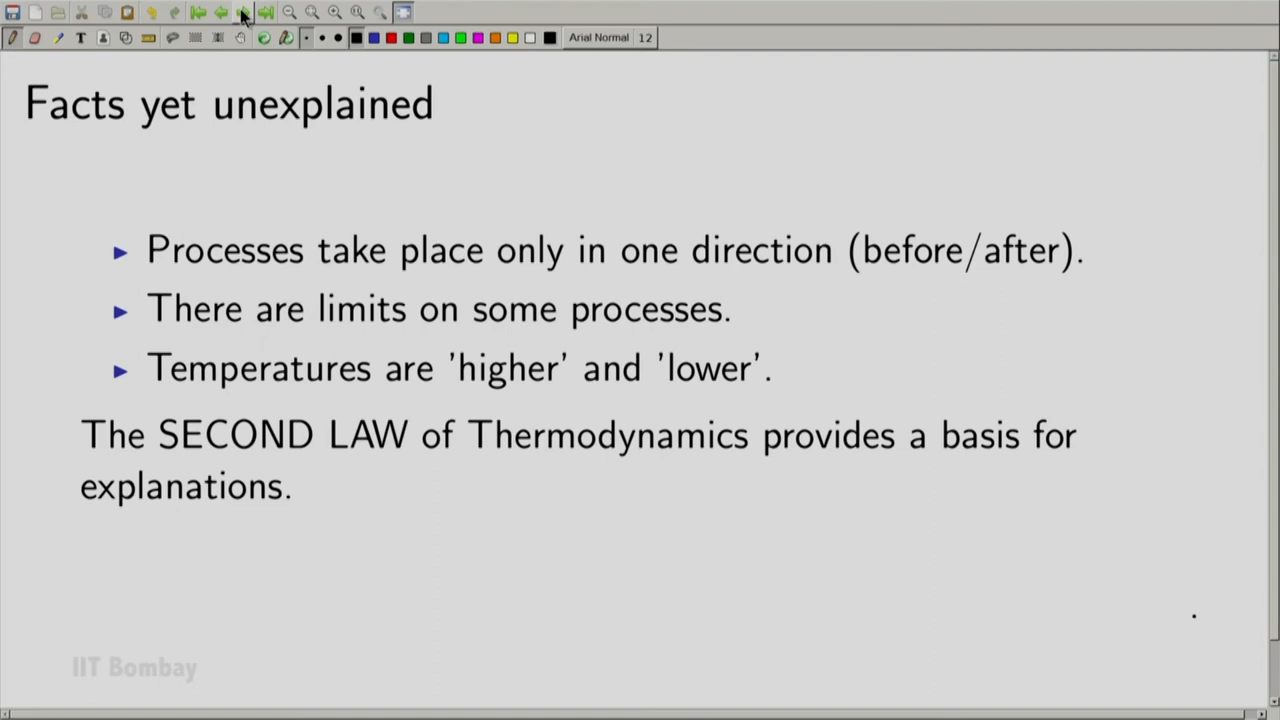 T
Arial Normal 12
Facts yet unexplained
Processes take place only in one direction (before/after).
There are limits on some processes.
Temperatures are 'higher' and 'lower'.
The SECOND LAW of Thermodynamics provides a basis for
explanations.
IIT Bombay